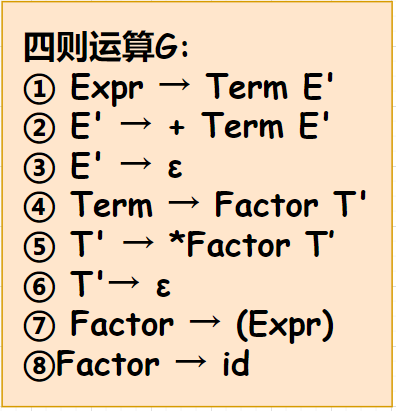 四则运算G:
① Expr → Term E'
② E' → + Term E'
③ E' → ε
④ Term → Factor T'
⑤ T' → *Factor T’
⑥ T'→ ε
⑦ Factor → (Expr)
⑧Factor → id